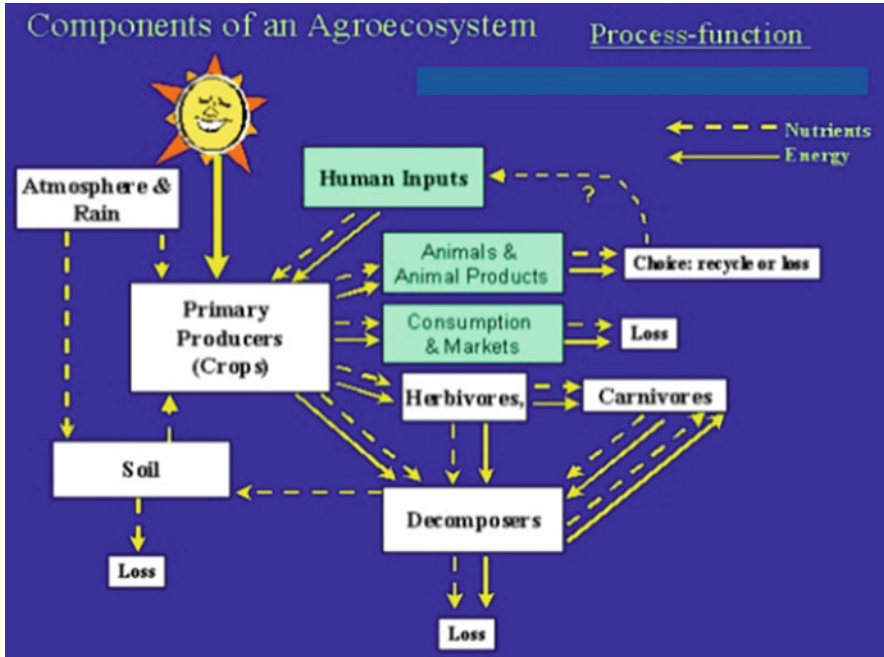 Components of an Agroecosystem
Process-function
Nutrients
Energy
Atmosphere &
Rain
Human Inputs
?
Animals &
Animal Products
Choice: recycle or loss
Primary
Producers
(Crops)
Consumption
& Markets
Loss
Herbivores,
Carnivores
Soil
Decomposers
Loss
Loss